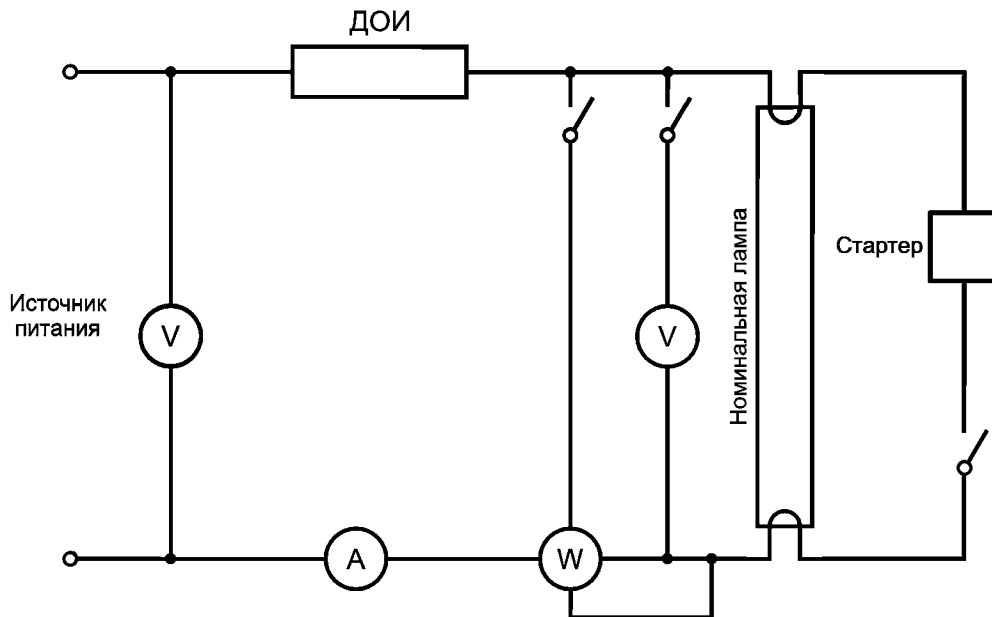 ДОИ
Источник
питания
V
V
Номинальная лампа
Стартер
A
W